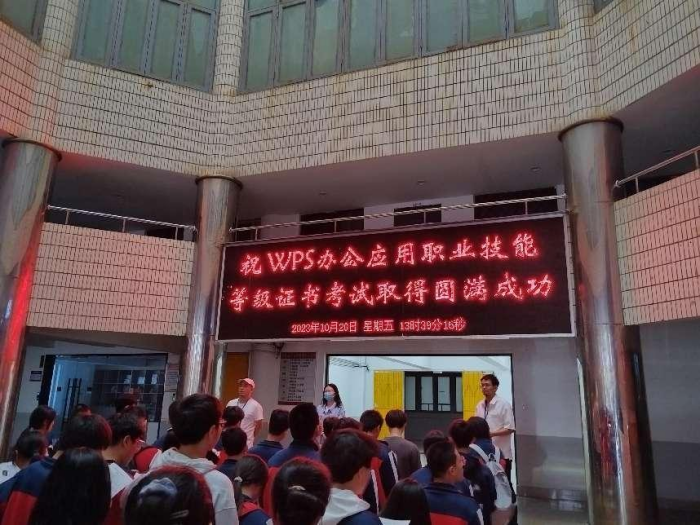 祝WPS办公应用职业技能
等级证书考试取得圆满成功
2023年10月20日 星期五 13时39分16秒